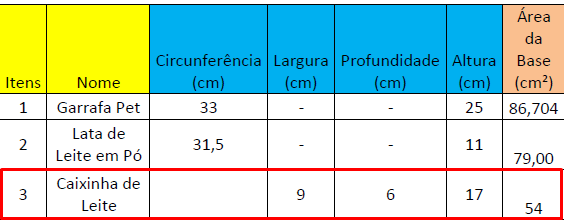 Itens Nome Circunferência (cm) Largura (cm) Profundidade (cm) Altura (cm) Área da Base (cm²)
1 Garrafa Pet 33 - - 25 86,704
2 Lata de Leite em Pó 31,5 - - 11 79,00
3 Caixinha de Leite 9 6 17 54